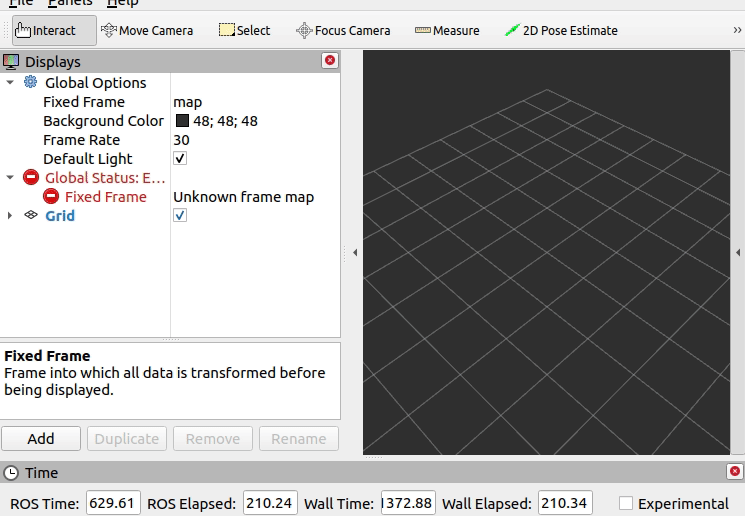 File Panels Help
Interact Move Camera Select Focus Camera Measure 2D Pose Estimate »
Displays
Global Options
Fixed Frame map
Background Color 48; 48; 48
Frame Rate 30
Default Light ✓
Global Status: E...
Fixed Frame Unknown frame map
Grid ✓
Fixed Frame
Frame into which all data is transformed before
being displayed.
Add Duplicate Remove Rename
Time
ROS Time: 629.61 ROS Elapsed: 210.24 Wall Time: 1372.88 Wall Elapsed: 210.34 Experimental